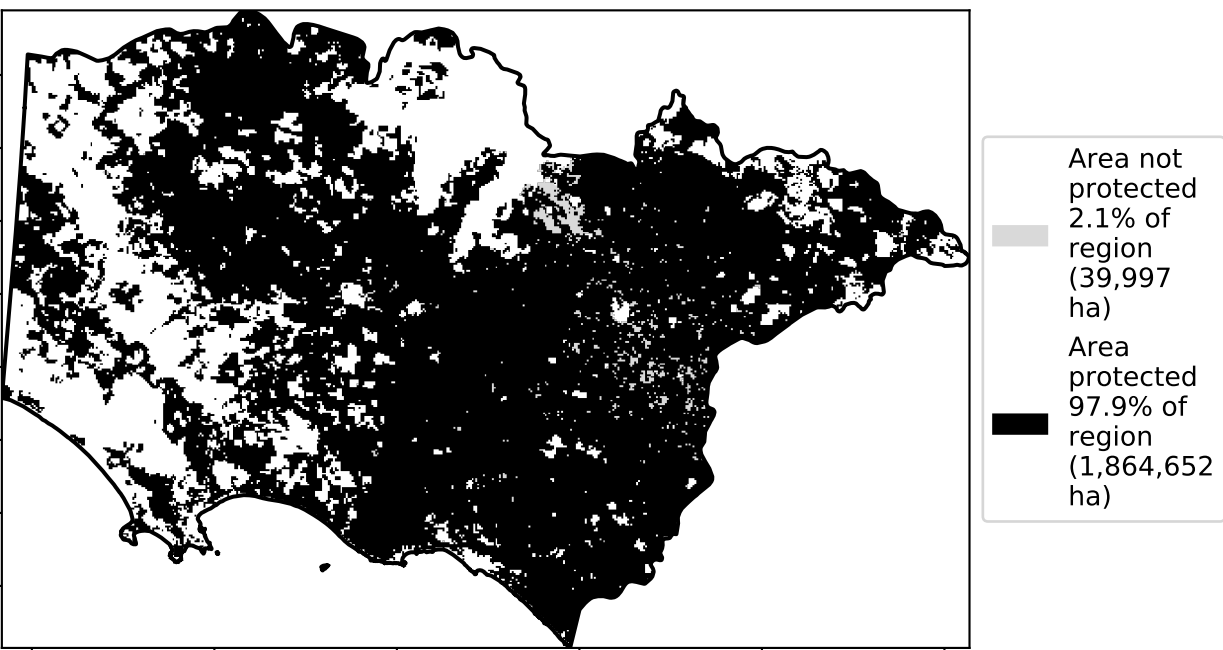 Area not
protected
2.1% of
region
(39,997
ha)
Area
protected
97.9% of
region
(1,864,652
ha)